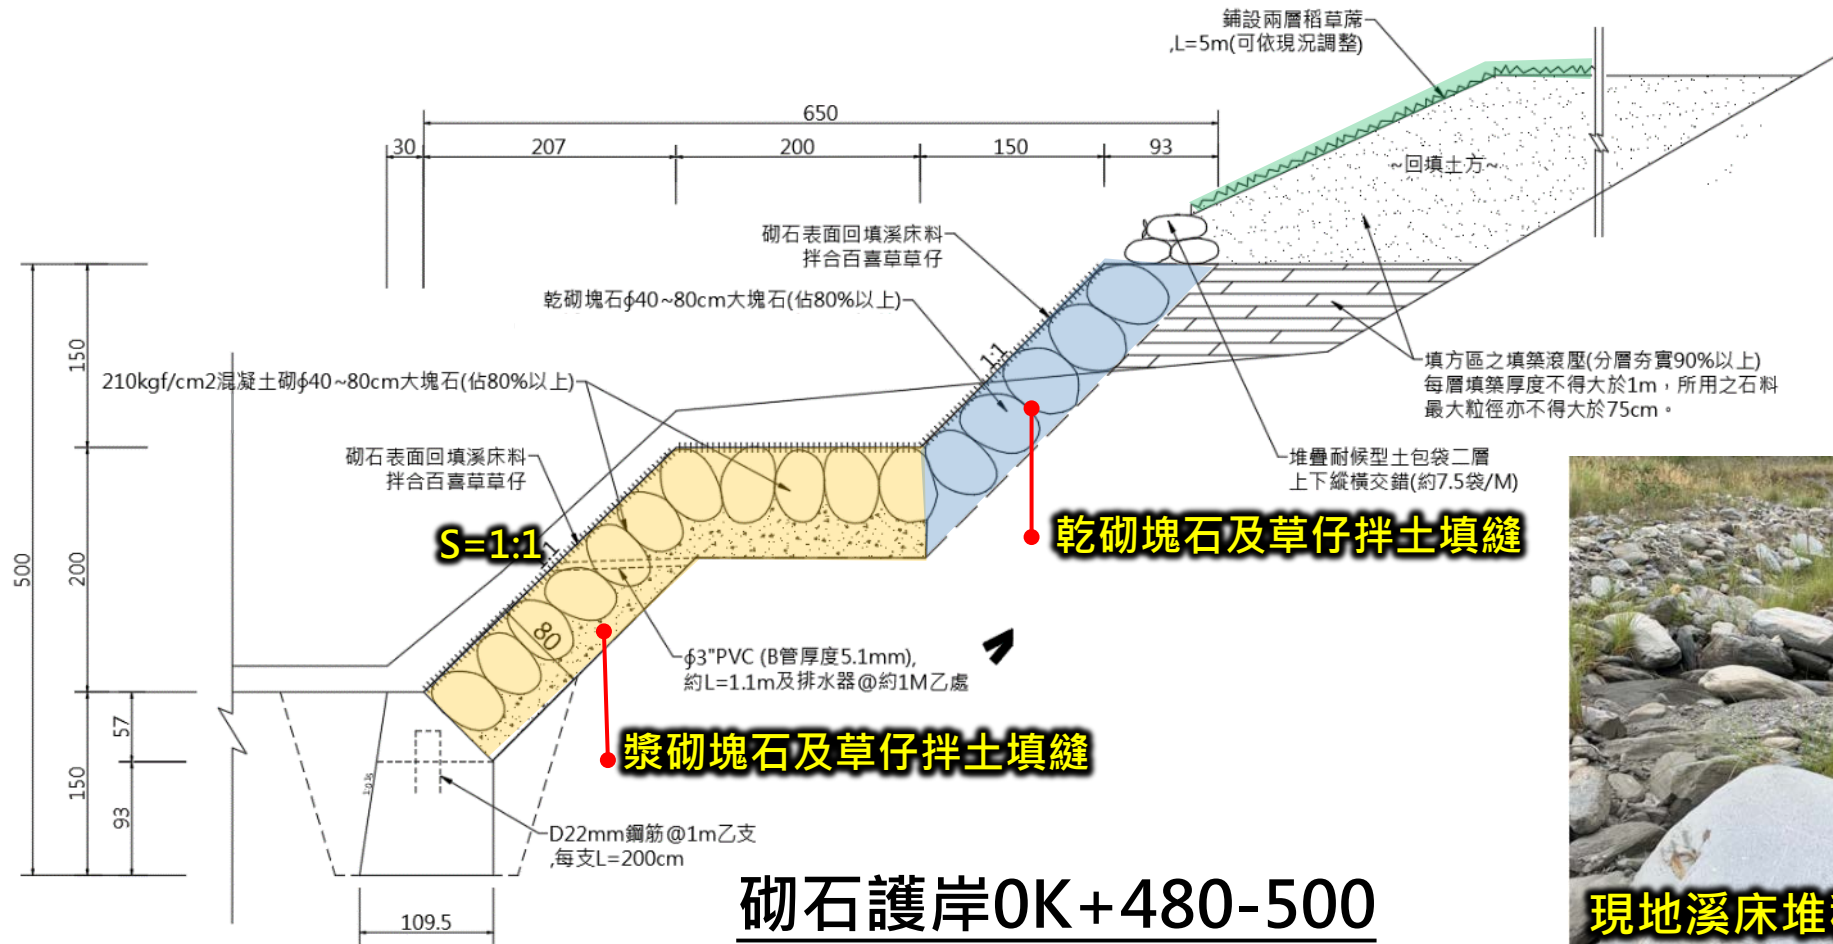 鋪設兩層稻草蓆
,L=5m(可依現況調整)
650
30
207
200
150
93
~回填土方~
砌石表面回填溪床料
拌合百喜草草仔
乾砌塊石∮40~80cm大塊石(佔80%以上)
1:1
150
210kgf/cm2混凝土砌∮40~80cm大塊石(佔80%以上)
填方區之填築滾壓(分層夯實90%以上)
每層填築厚度不得大於1m，所用之石料
最大粒徑亦不得大於75cm。
砌石表面回填溪床料
拌合百喜草草仔
堆疊耐候型土包袋二層
上下縱橫交錯(約7.5袋/M)
S=1:1
乾砌塊石及草仔拌土填縫
500
200
80
∮3"PVC (B管厚度5.1mm),
約L=1.1m及排水器@約1M乙處
57
漿砌塊石及草仔拌土填縫
150
93
D22mm鋼筋@1m乙支
,每支L=200cm
109.5
砌石護岸0K+480-500
現地溪床堆